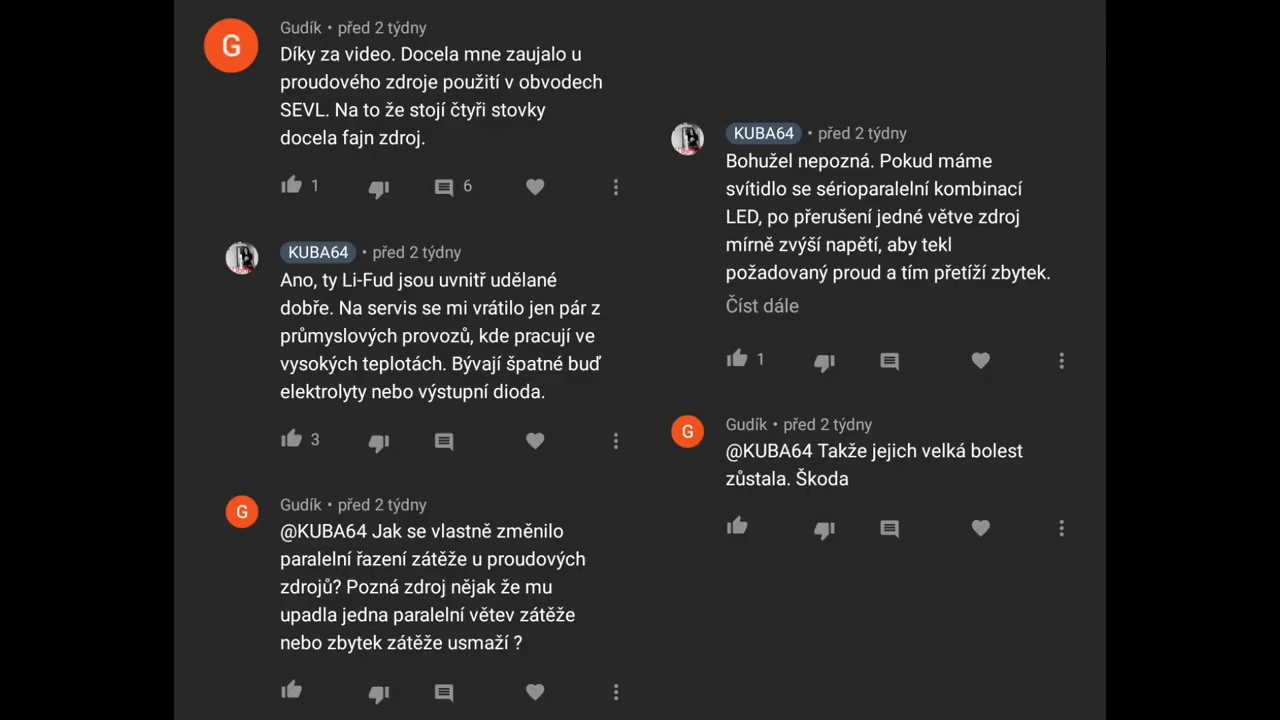 G
Gudík • před 2 týdny
Díky za video. Docela mne zaujalo u
proudového zdroje použití v obvodech
SEVL. Na to že stojí čtyři stovky
docela fajn zdroj.
1
6
KUBA64 • před 2 týdny
Ano, ty Li-Fud jsou uvnitř udělané
dobře. Na servis se mi vrátilo jen pár z
průmyslových provozů, kde pracují ve
vysokých teplotách. Bývají špatné buď
elektrolyty nebo výstupní dioda.
3
G
Gudík • před 2 týdny
@KUBA64 Jak se vlastně změnilo
paralelní řazení zátěže u proudových
zdrojů? Pozná zdroj nějak že mu
upadla jedna paralelní větev zátěže
nebo zbytek zátěže usmaží ?
KUBA64 • před 2 týdny
Bohužel nepozná. Pokud máme
svítidlo se sérioparalelní kombinací
LED, po přerušení jedné větve zdroj
mírně zvýší napětí, aby tekl
požadovaný proud a tím přetíží zbytek.
Číst dále
1
G
Gudík • před 2 týdny
@KUBA64 Takže jejich velká bolest
zůstala. Škoda